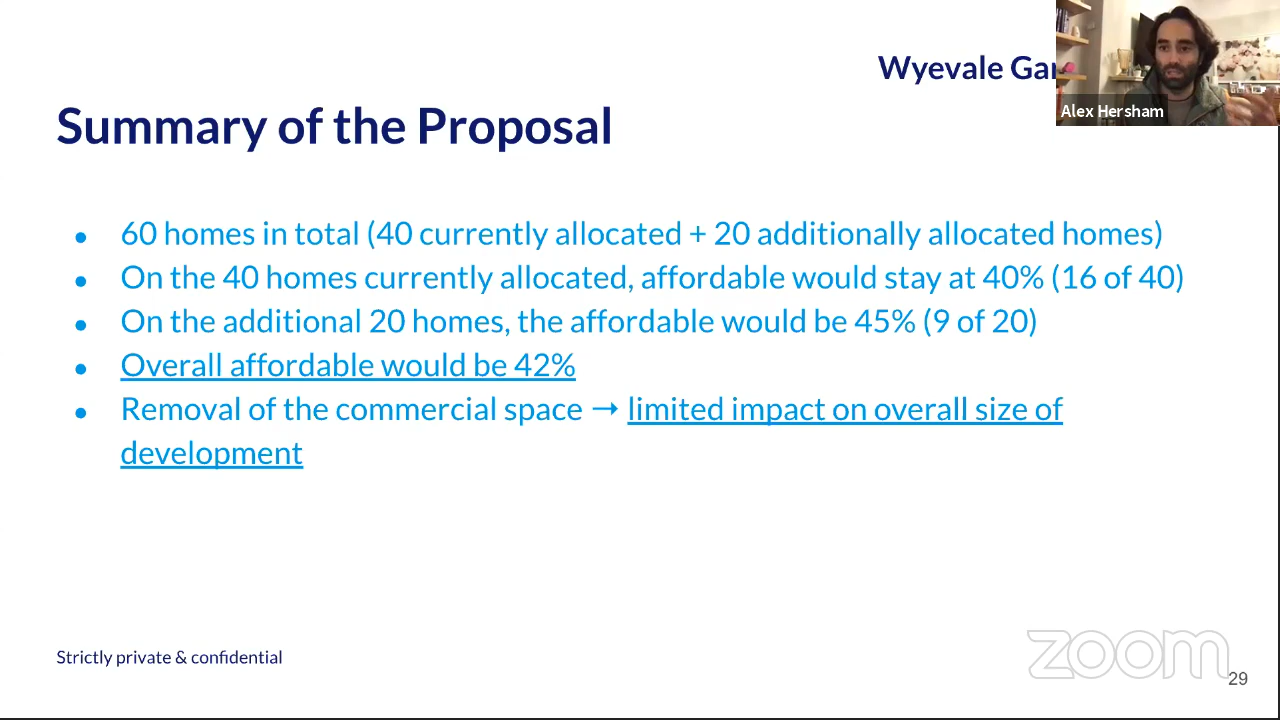 Wyevale
Alex Hersham
Summary of the Proposal
● 60 homes in total (40 currently allocated + 20 additionally allocated homes)
● On the 40 homes currently allocated, affordable would stay at 40% (16 of 40)
● On the additional 20 homes, the affordable would be 45% (9 of 20)
● Overall affordable would be 42%
● Removal of the commercial space → limited impact on overall size of
development
Strictly private & confidential
zoom
29